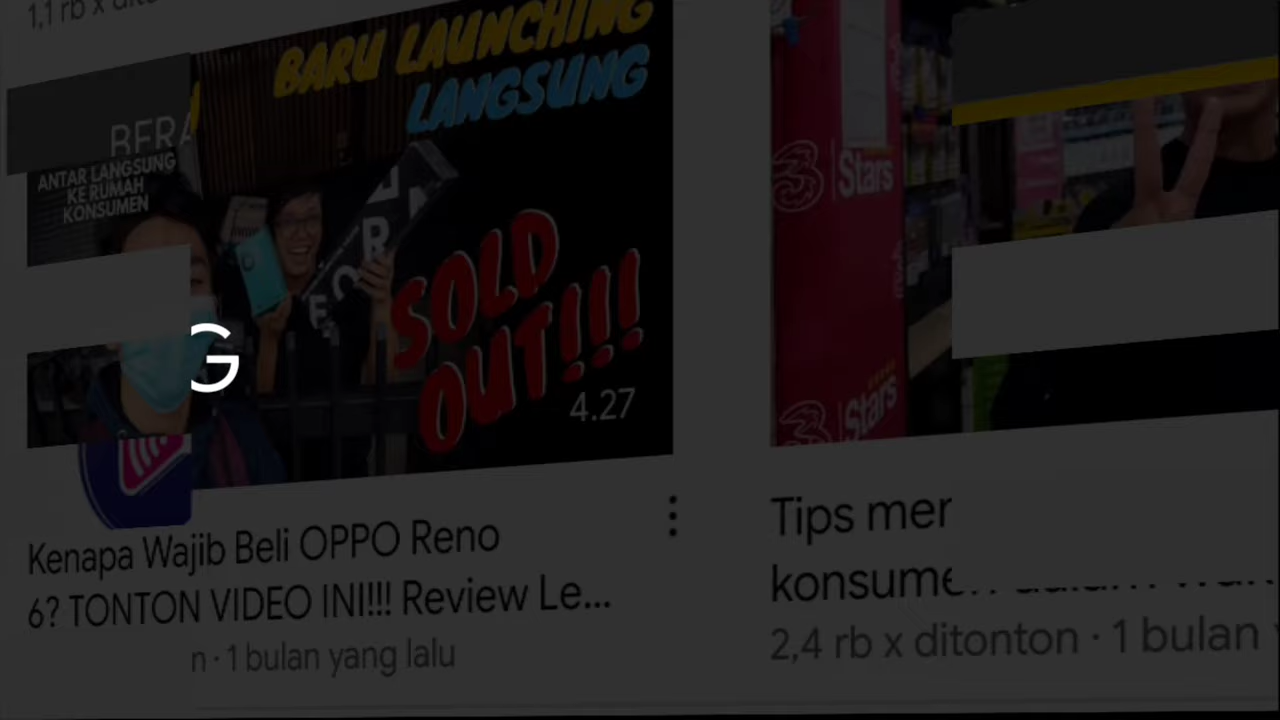 1,1 rb x
BARU LAUNCHING
LANGSUNG
BERA
ANTAR LANGSUNG
KE RUMAH
KONSUMEN
SOLD
OUT!!!
G
4.27
3 Stars
3 Stars
Kenapa Wajib Beli OPPO Reno
6? TONTON VIDEO INI!!! Review Le...
n · 1 bulan yang lalu
Tips mer
konsume
2,4 rb x ditonton · 1 bulan